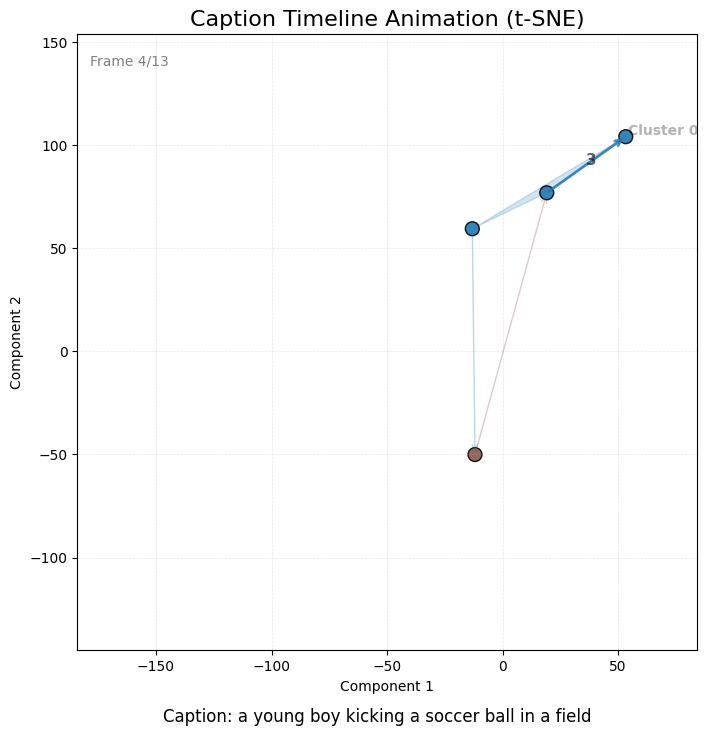 Caption Timeline Animation (t-SNE)
Frame 4/13
Cluster 0
3
150
100
50
0
−50
−100
Component 2
−150
−100
−50
0
50
Component 1
Caption: a young boy kicking a soccer ball in a field